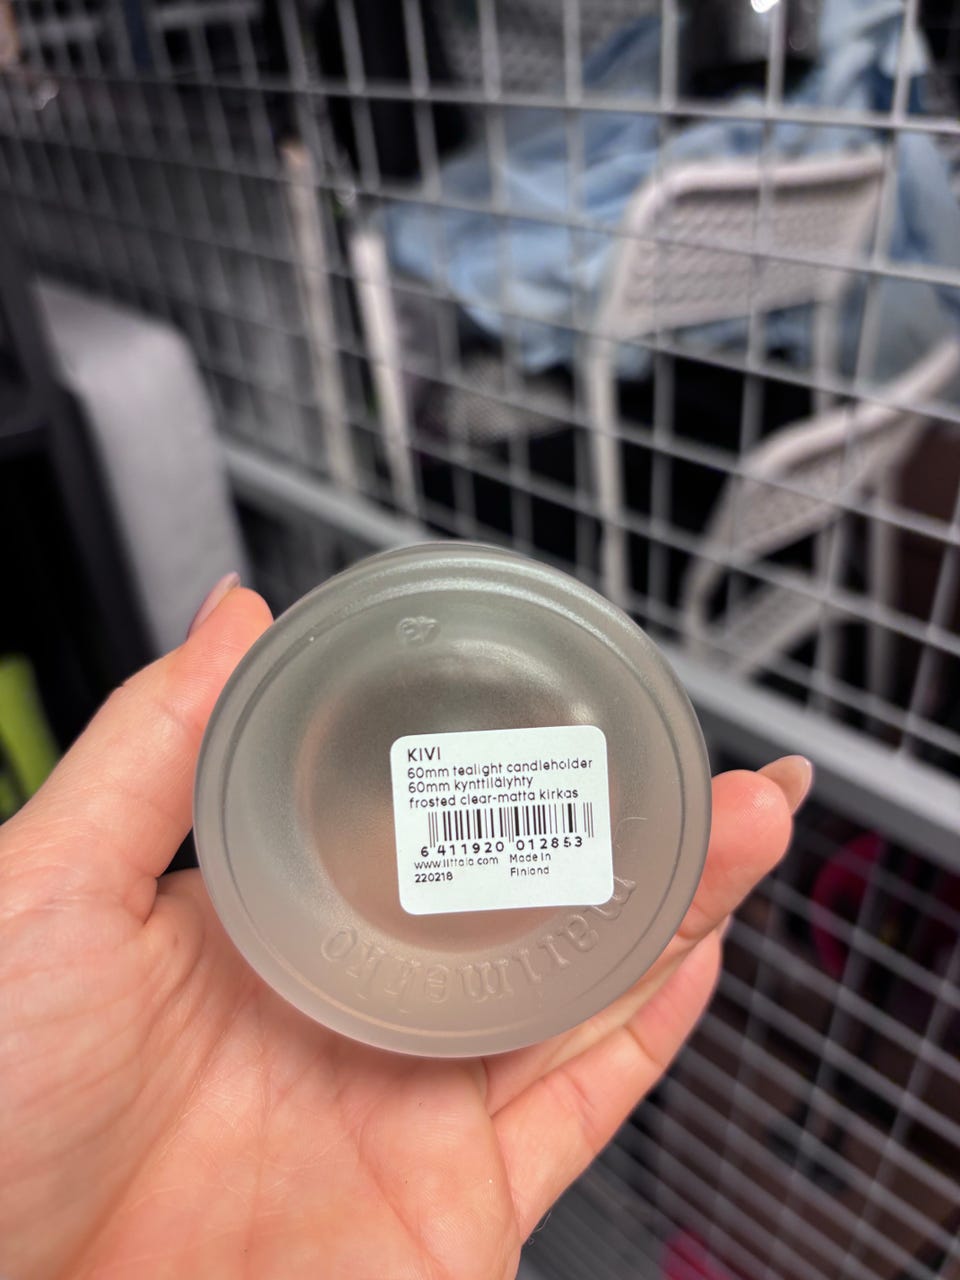 KIVI
60mm tealight candleholder
60mm kynttilälyhty
frosted clear-matta kirkas
6 411920 012853
www.iittala.com Made in
220218 Finland
marimekko